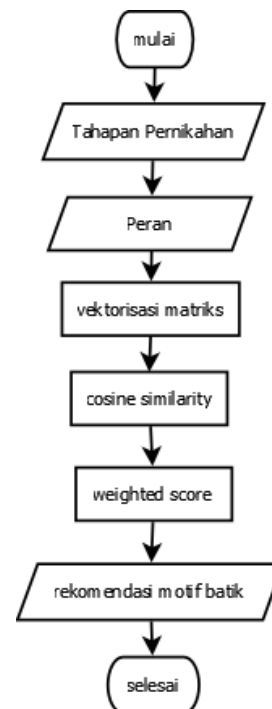 mulai
Tahapan Pernikahan
Peran
vektorisasi matriks
cosine similarity
weighted score
rekomendasi motif batik
selesai